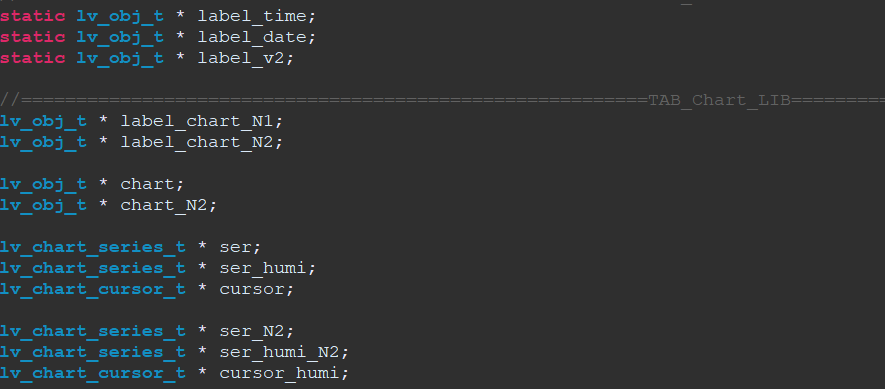 static lv_obj_t * label_time;
static lv_obj_t * label_date;
static lv_obj_t * label_v2;
//=========================================================TAB_Chart_LIB=========
lv_obj_t * label_chart_N1;
lv_obj_t * label_chart_N2;
lv_obj_t * chart;
lv_obj_t * chart_N2;
lv_chart_series_t * ser;
lv_chart_series_t * ser_humi;
lv_chart_cursor_t * cursor;
lv_chart_series_t * ser_N2;
lv_chart_series_t * ser_humi_N2;
lv_chart_cursor_t * cursor_humi;